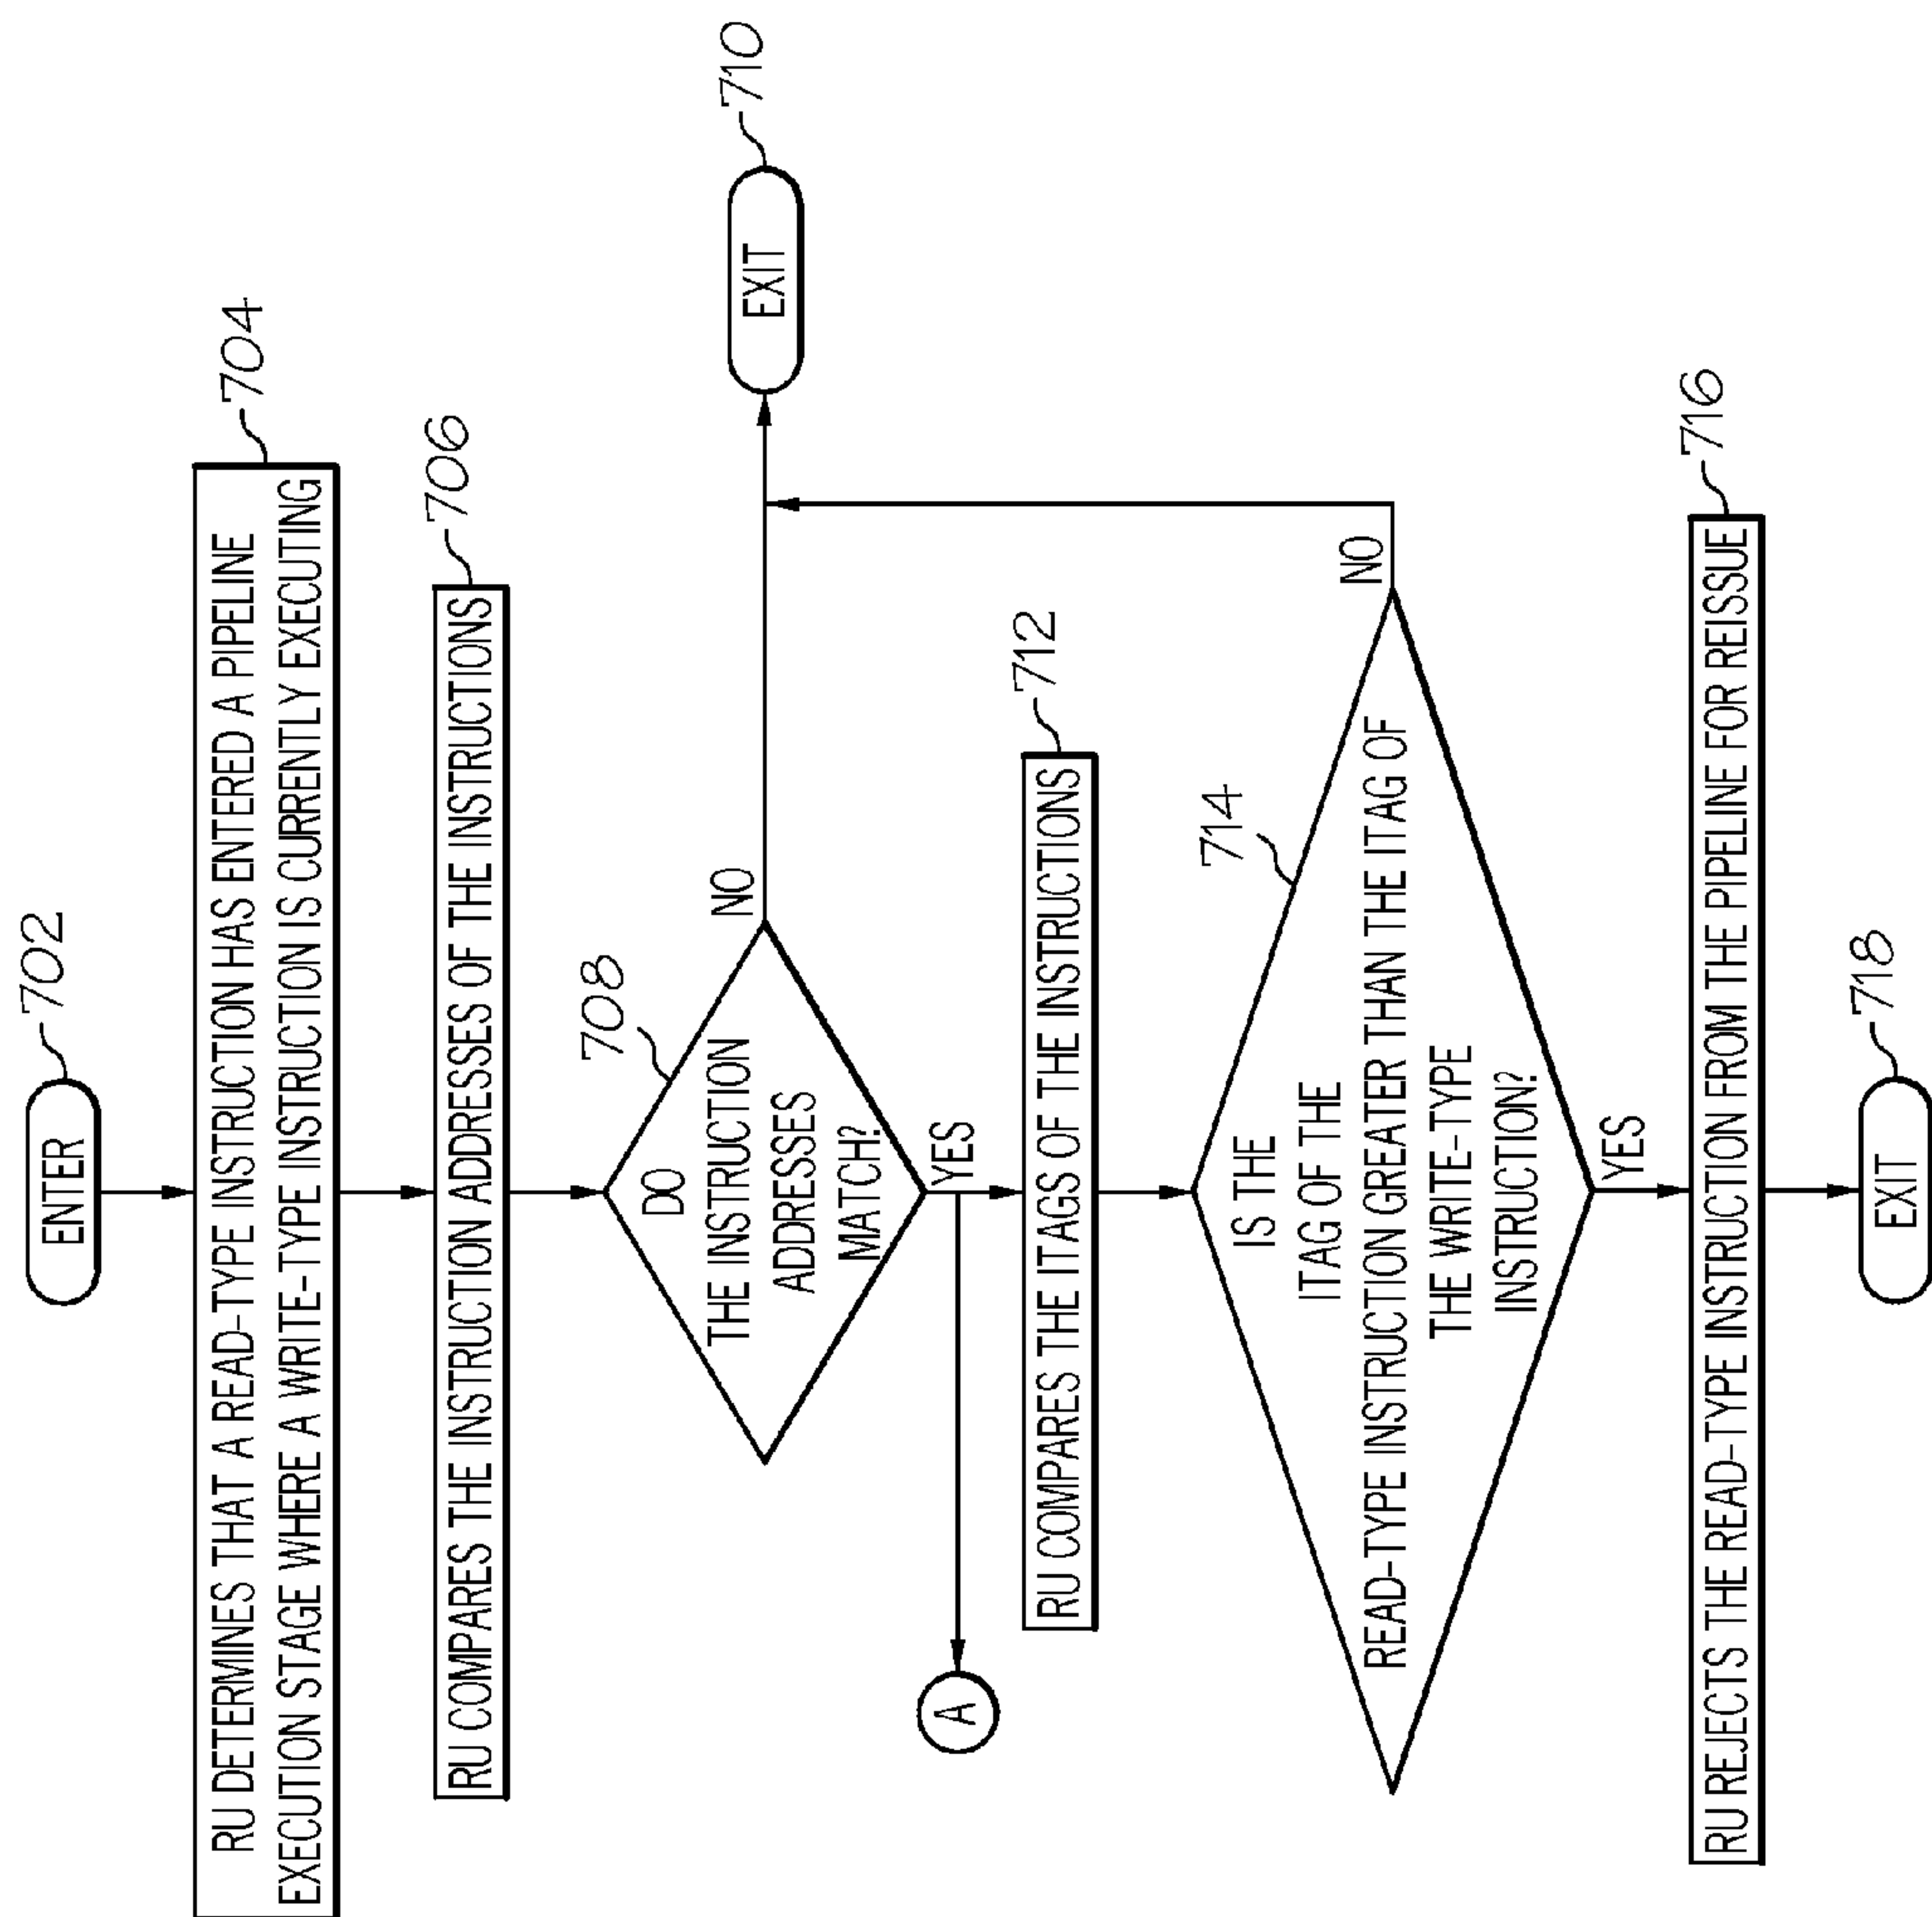 ENTER
702
RU DETERMINES THAT A READ-TYPE INSTRUCTION HAS ENTERED A PIPELINE
EXECUTION STAGE WHERE A WRITE-TYPE INSTRUCTION IS CURRENTLY EXECUTING
704
RU COMPARES THE INSTRUCTION ADDRESSES OF THE INSTRUCTIONS
706
DO
THE INSTRUCTION
ADDRESSES
MATCH?
708
NO
EXIT
710
YES
A
RU COMPARES THE ITAGS OF THE INSTRUCTIONS
712
IS THE
ITAG OF THE
READ-TYPE INSTRUCTION GREATER THAN THE ITAG OF
THE WRITE-TYPE
INSTRUCTION?
714
NO
YES
RU REJECTS THE READ-TYPE INSTRUCTION FROM THE PIPELINE FOR REISSUE
716
EXIT
718